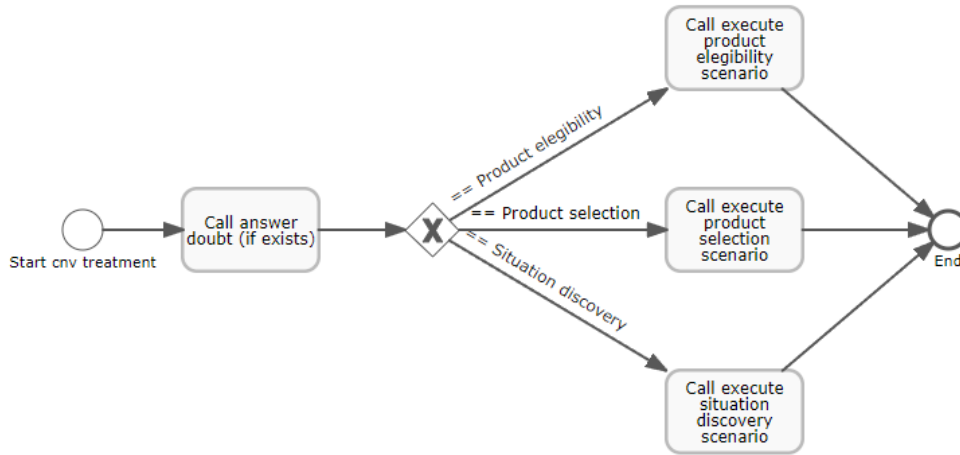 Start cnv treatment
Call answer
doubt (if exists)
== Product elegibility
== Product selection
== Situation discovery
Call execute
product
elegibility
scenario
Call execute
product
selection
scenario
Call execute
situation
discovery
scenario
End